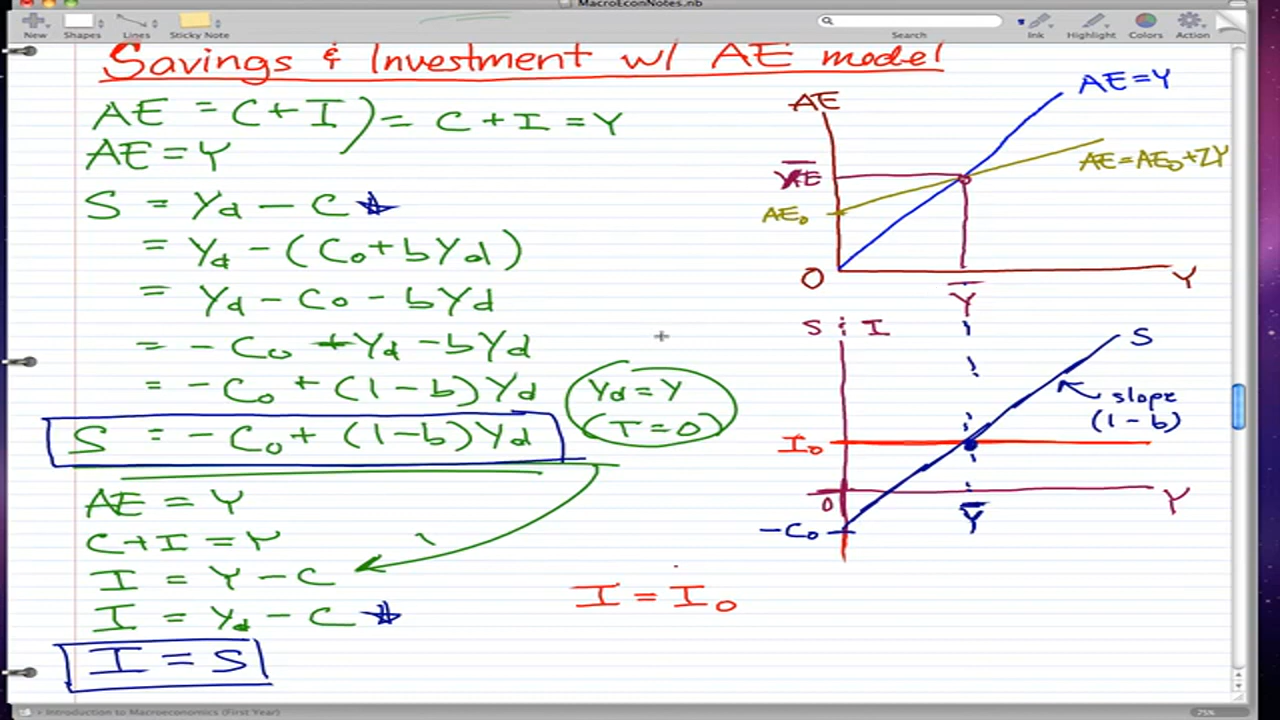 MacroEconNotes.nb
New Shapes Lines Sticky Note Search Ink Highlight Colors Action
Savings & Investment w/ AE model
AE = C + I ) = C + I = Y
AE = Y
S = Yd - C
= Yd - (C0 + bYd)
= Yd - C0 - bYd
= - C0 + Yd - bYd
= - C0 + (1-b) Yd
S = - C0 + (1-b) Yd
Yd = Y
(T = 0)
AE = Y
C + I = Y
I = Y - C
I = Yd - C
I = S
I = I0
AE
AE = Y
AE = AE0 + ZY
AE
AE0
0
Y
Y
S & I
S
slope
(1-b)
I0
0
Y
-C0
Y
Introduction to Macroeconomics (First Year)
75%